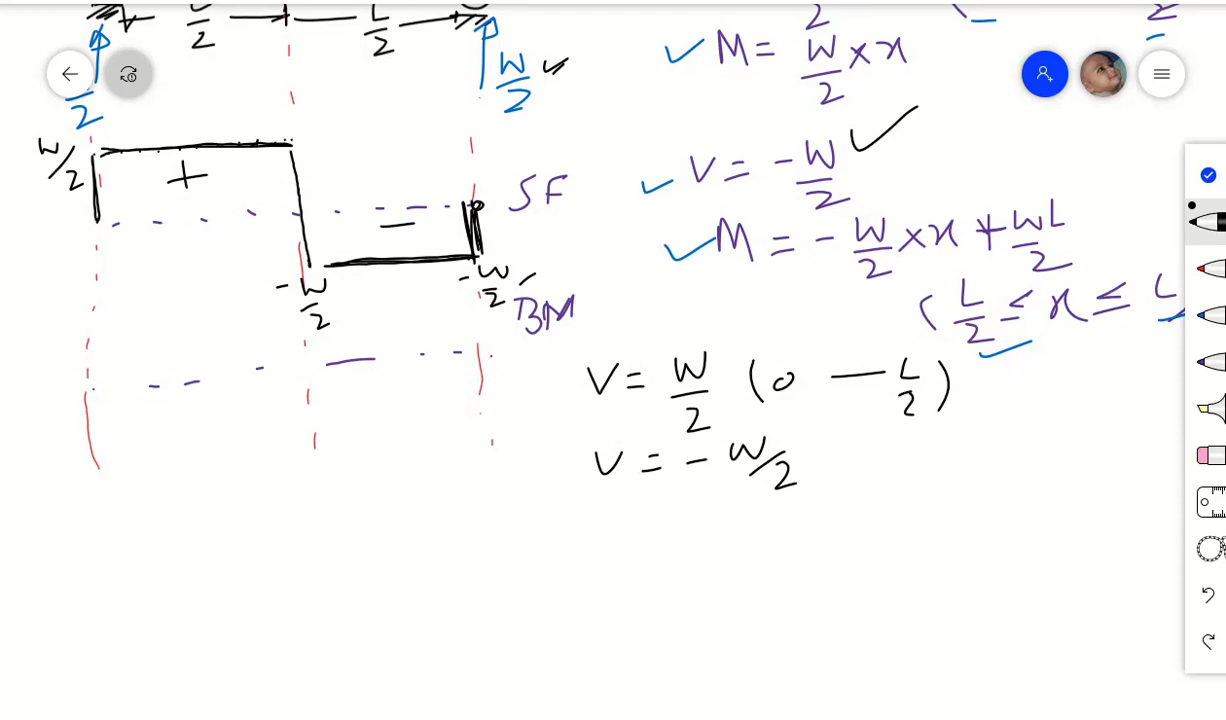 L/2 L/2
W/2
/2
M = W/2 × x
W/2
+
SF
−
-W/2
-W/2
BM
V = -W/2
M = -W/2 × x + WL/2
(L/2 ≤ x ≤ L
V = W/2 (0 — L/2)
V = - W/2